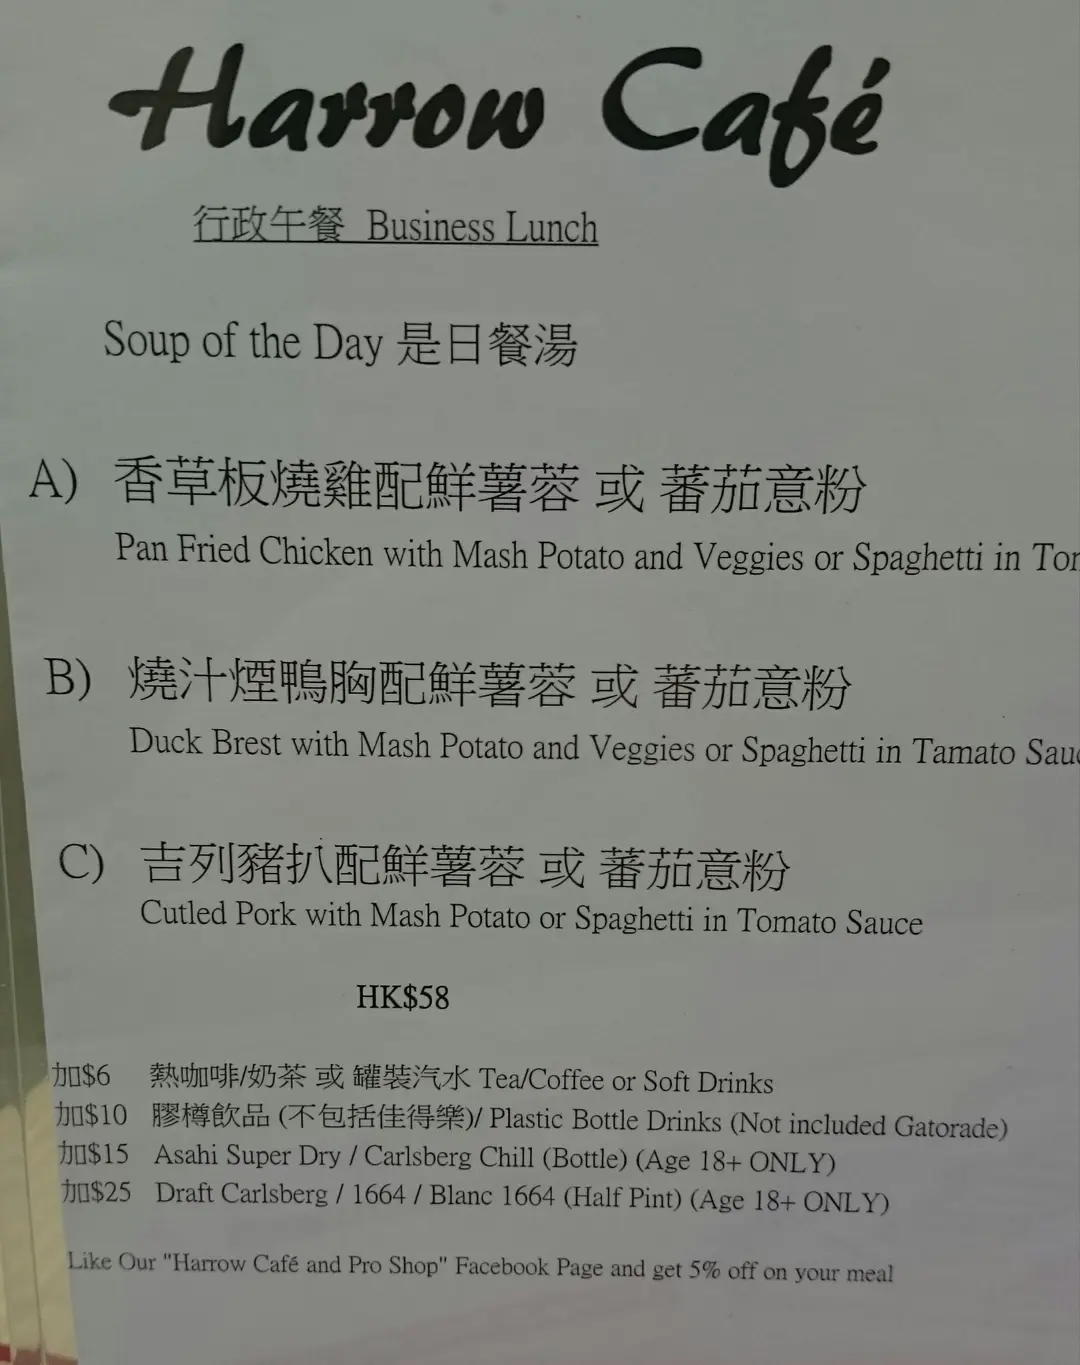 Harrow Café
行政午餐 Business Lunch
Soup of the Day 是日餐湯
A) 香草板燒雞配鮮薯蓉 或 蕃茄意粉
Pan Fried Chicken with Mash Potato and Veggies or Spaghetti in
B) 燒汁煙鴨胸配鮮薯蓉 或 蕃茄意粉
Duck Brest with Mash Potato and Veggies or Spaghetti in Tamato
C) 吉列豬扒配鮮薯蓉 或 蕃茄意粉
Cutled Pork with Mash Potato or Spaghetti in Tomato Sauce
HK$58
加$6 熱咖啡/奶茶 或 罐裝汽水 Tea/Coffee or Soft Drinks
加$10 膠樽飲品 (不包括佳得樂)/ Plastic Bottle Drinks (Not included Gatorade)
加$15 Asahi Super Dry / Carlsberg Chill (Bottle) (Age 18+ ONLY)
加$25 Draft Carlsberg / 1664 / Blanc 1664 (Half Pint) (Age 18+ ONLY)
Like Our "Harrow Café and Pro Shop" Facebook Page and get 5% off on your meal